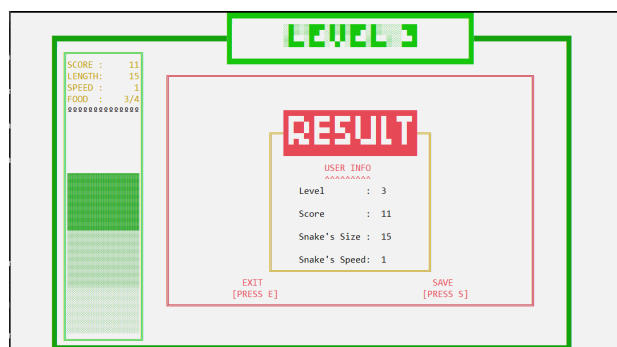 LEVEL 3
SCORE : 11
LENGTH: 15
SPEED : 1
FOOD : 3/4
RESULT
USER INFO
^^^^^^^^^
Level : 3
Score : 11
Snake's Size : 15
Snake's Speed: 1
EXIT SAVE
[PRESS E] [PRESS S]